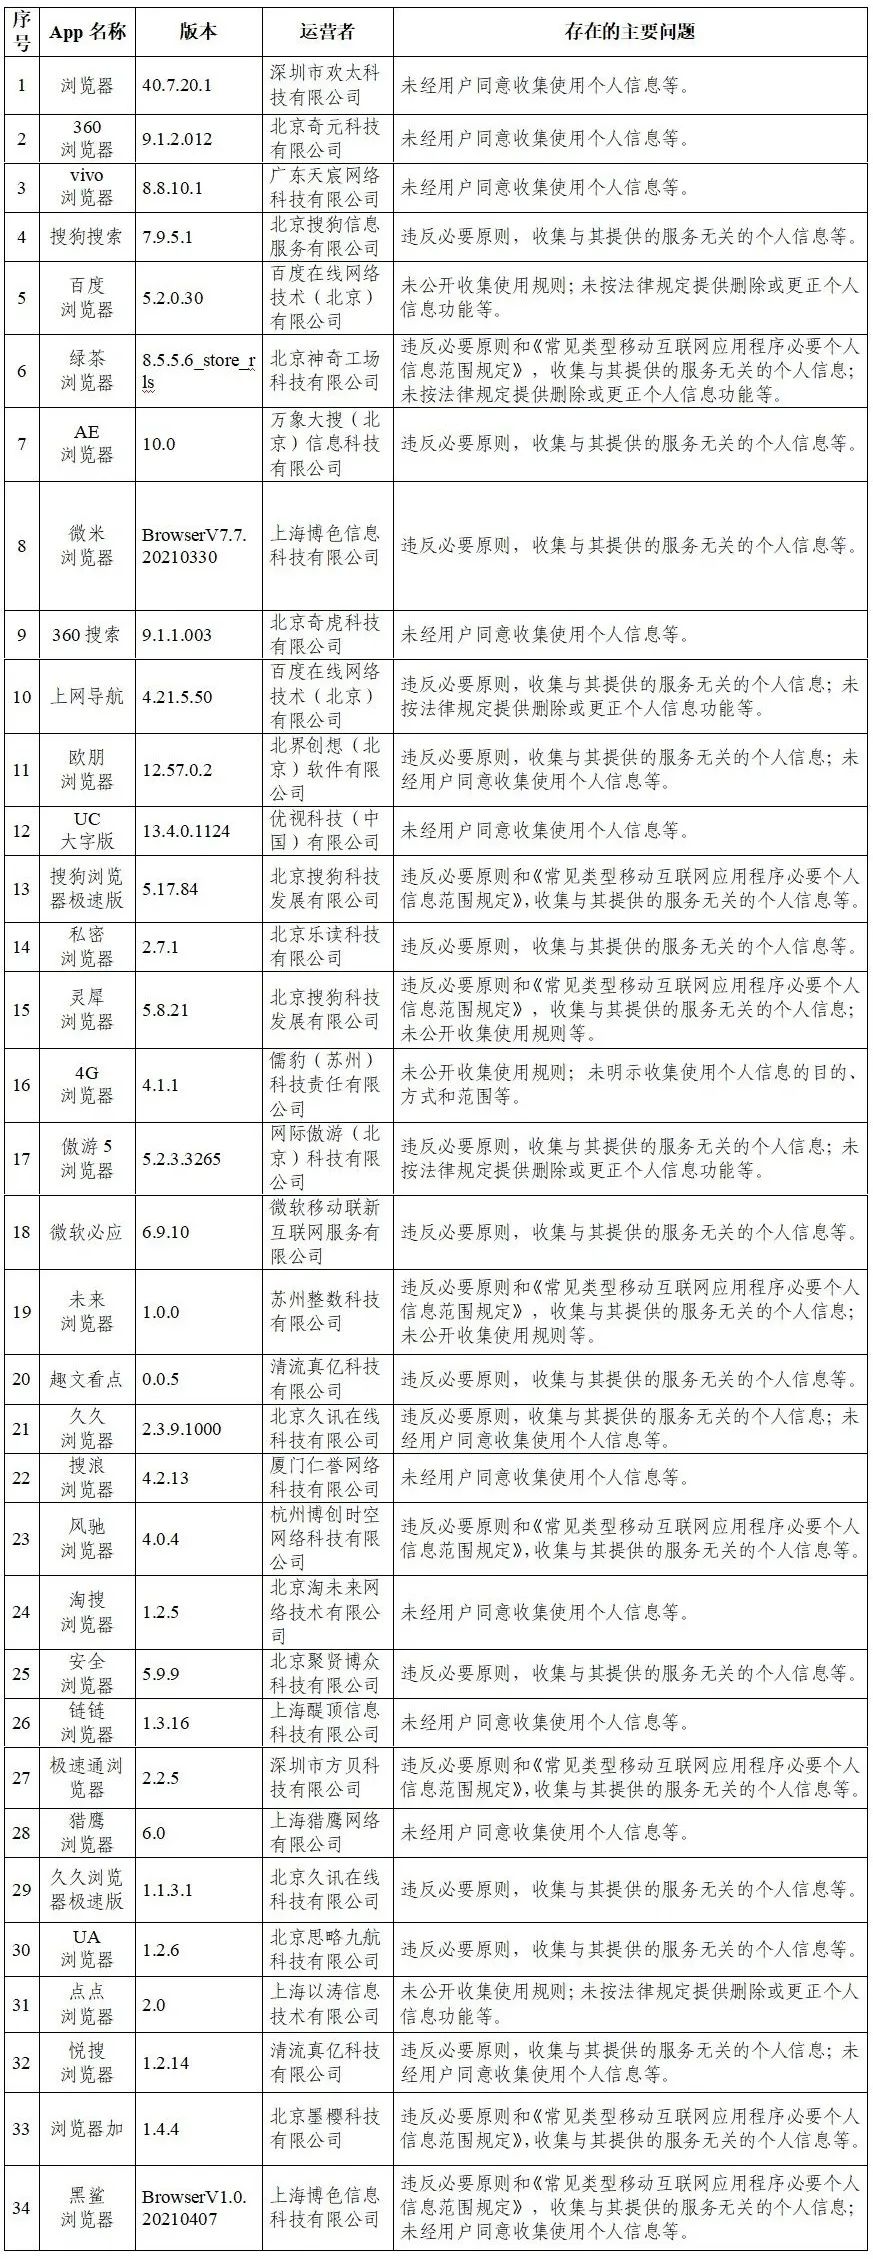 序
号
App 名称
版本
运营者
存在的主要问题
1
浏览器
40.7.20.1
深圳市欢太科
技有限公司
未经用户同意收集使用个人信息等。
2
360
浏览器
9.1.2.012
北京奇元科技
有限公司
未经用户同意收集使用个人信息等。
3
vivo
浏览器
8.8.10.1
广东天宸网络
科技有限公司
未经用户同意收集使用个人信息等。
4
搜狗搜索
7.9.5.1
北京搜狗信息
服务有限公司
违反必要原则，收集与其提供的服务无关的个人信息等。
5
百度
浏览器
5.2.0.30
百度在线网络
技术（北京）
有限公司
未公开收集使用规则；未按法律规定提供删除或更正个人
信息功能等。
6
绿茶
浏览器
8.5.5.6_store_r
ls
北京神奇工场
科技有限公司
违反必要原则和《常见类型移动互联网应用程序必要个人
信息范围规定》，收集与其提供的服务无关的个人信息；
未按法律规定提供删除或更正个人信息功能等。
7
AE
浏览器
10.0
万象大搜（北
京）信息科技
有限公司
违反必要原则，收集与其提供的服务无关的个人信息等。
8
微米
浏览器
BrowserV7.7.
20210330
上海博色信息
科技有限公司
违反必要原则，收集与其提供的服务无关的个人信息等。
9
360 搜索
9.1.1.003
北京奇虎科技
有限公司
未经用户同意收集使用个人信息等。
10
上网导航
4.21.5.50
百度在线网络
技术（北京）
有限公司
违反必要原则，收集与其提供的服务无关的个人信息；未
按法律规定提供删除或更正个人信息功能等。
11
欧朋
浏览器
12.57.0.2
北界创想（北
京）软件有限
公司
违反必要原则，收集与其提供的服务无关的个人信息；未
经用户同意收集使用个人信息等。
12
UC
大字版
13.4.0.1124
优视科技（中
国）有限公司
未经用户同意收集使用个人信息等。
13
搜狗浏览
器极速版
5.17.84
北京搜狗科技
发展有限公司
违反必要原则和《常见类型移动互联网应用程序必要个人
信息范围规定》，收集与其提供的服务无关的个人信息等。
14
私密
浏览器
2.7.1
北京乐读科技
有限公司
违反必要原则，收集与其提供的服务无关的个人信息等。
15
灵犀
浏览器
5.8.21
北京搜狗科技
发展有限公司
违反必要原则和《常见类型移动互联网应用程序必要个人
信息范围规定》，收集与其提供的服务无关的个人信息；
未公开收集使用规则等。
16
4G
浏览器
4.1.1
儒豹（苏州）
科技责任有限
公司
未公开收集使用规则；未明示收集使用个人信息的目的、
方式和范围等。
17
傲游 5
浏览器
5.2.3.3265
网际傲游（北
京）科技有限
公司
违反必要原则，收集与其提供的服务无关的个人信息；未
按法律规定提供删除或更正个人信息功能等。
18
微软必应
6.9.10
微软移动联新
互联网服务有
限公司
违反必要原则，收集与其提供的服务无关的个人信息等。
19
未来
浏览器
1.0.0
苏州整数科技
有限公司
违反必要原则和《常见类型移动互联网应用程序必要个人
信息范围规定》，收集与其提供的服务无关的个人信息；
未公开收集使用规则等。
20
趣文看点
0.0.5
清流真亿科技
有限公司
违反必要原则，收集与其提供的服务无关的个人信息等。
21
久久
浏览器
2.3.9.1000
北京久讯在线
科技有限公司
违反必要原则，收集与其提供的服务无关的个人信息；未
经用户同意收集使用个人信息等。
22
搜浪
浏览器
4.2.13
厦门仁誉网络
科技有限公司
未经用户同意收集使用个人信息等。
23
风驰
浏览器
4.0.4
杭州博创时空
网络科技有限
公司
违反必要原则和《常见类型移动互联网应用程序必要个人
信息范围规定》，收集与其提供的服务无关的个人信息等。
24
淘搜
浏览器
1.2.5
北京淘未来网
络技术有限公
司
未经用户同意收集使用个人信息等。
25
安全
浏览器
5.9.9
北京聚贤博众
科技有限公司
违反必要原则，收集与其提供的服务无关的个人信息等。
26
链链
浏览器
1.3.16
上海醍顶信息
科技有限公司
未经用户同意收集使用个人信息等。
27
极速通浏
览器
2.2.5
深圳市方贝科
技有限公司
违反必要原则和《常见类型移动互联网应用程序必要个人
信息范围规定》，收集与其提供的服务无关的个人信息等。
28
猎鹰
浏览器
6.0
上海猎鹰网络
有限公司
未经用户同意收集使用个人信息等。
29
久久浏览
器极速版
1.1.3.1
北京久讯在线
科技有限公司
违反必要原则，收集与其提供的服务无关的个人信息等。
30
UA
浏览器
1.2.6
北京思略九航
科技有限公司
违反必要原则，收集与其提供的服务无关的个人信息等。
31
点点
浏览器
2.0
上海以涛信息
技术有限公司
未公开收集使用规则；未按法律规定提供删除或更正个人
信息功能等。
32
悦搜
浏览器
1.2.14
清流真亿科技
有限公司
违反必要原则，收集与其提供的服务无关的个人信息；未
经用户同意收集使用个人信息等。
33
浏览器加
1.4.4
北京墨樱科技
有限公司
违反必要原则和《常见类型移动互联网应用程序必要个人
信息范围规定》，收集与其提供的服务无关的个人信息等。
34
黑鲨
浏览器
BrowserV1.0.
20210407
上海博色信息
科技有限公司
违反必要原则和《常见类型移动互联网应用程序必要个人
信息范围规定》，收集与其提供的服务无关的个人信息；
未经用户同意收集使用个人信息等。